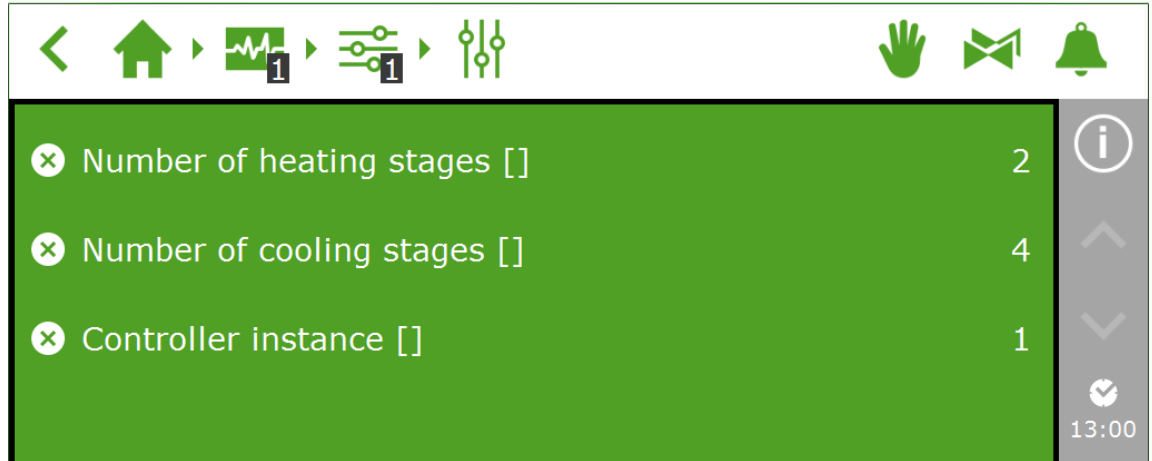 1
1
Number of heating stages [] 2
Number of cooling stages [] 4
Controller instance [] 1
i
13:00